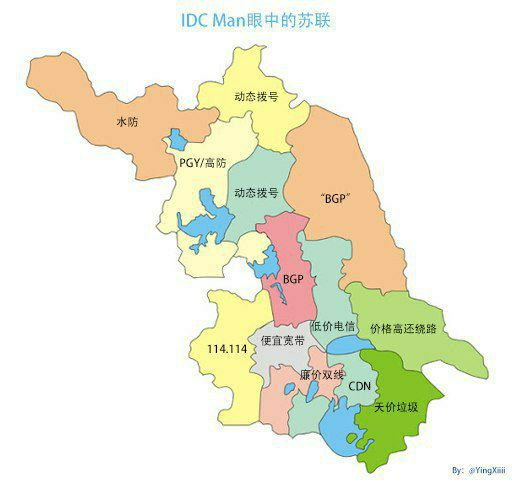 IDC Man眼中的苏联
动态拨号
水防
PGY/高防
动态拨号
"BGP"
BGP
低价电信
价格高还绕路
114.114
便宜宽带
廉价双线
CDN
天价垃圾
By: @YingXiiii